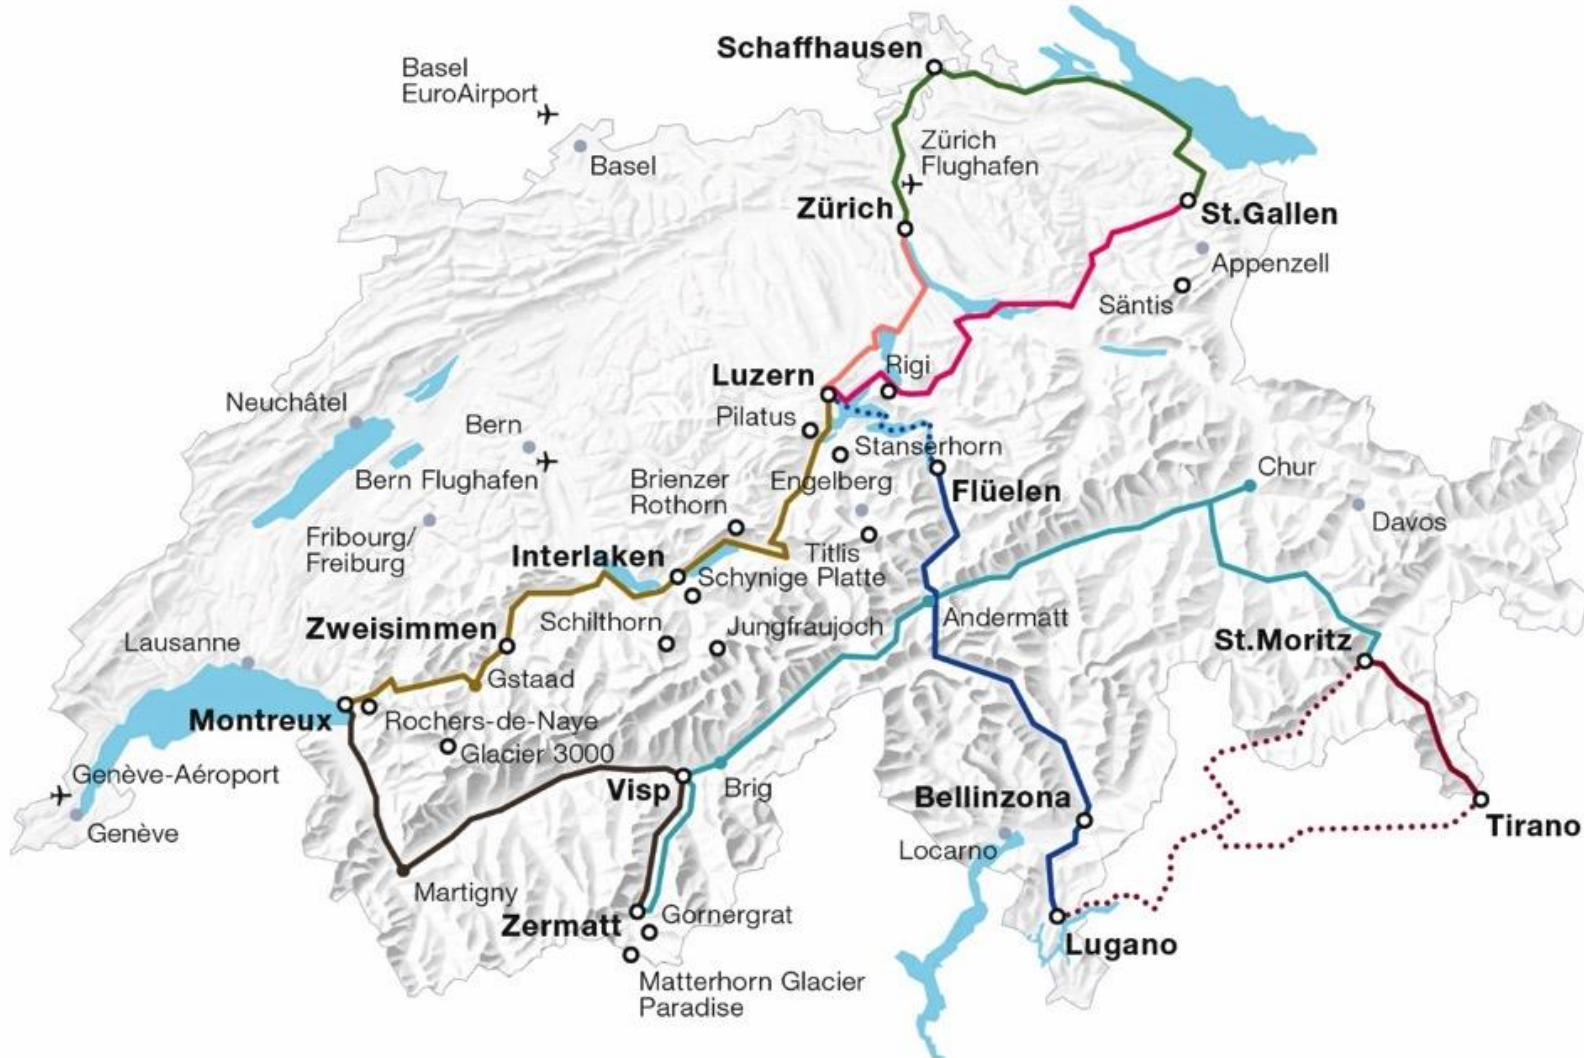 Schaffhausen
Basel
EuroAirport
Basel
Zürich
Flughafen
Zürich
St.Gallen
Appenzell
Säntis
Rigi
Luzern
Neuchâtel
Pilatus
Bern
Stanserhorn
Bern Flughafen
Brienzer
Rothorn
Engelberg
Flüelen
Chur
Davos
Fribourg/
Freiburg
Interlaken
Titlis
Schynige Platte
Zweisimmen
Schilthorn
Jungfraujoch
Andermatt
Lausanne
St.Moritz
Gstaad
Montreux
Rochers-de-Naye
Glacier 3000
Genève-Aéroport
Visp
Brig
Bellinzona
Genève
Locarno
Tirano
Martigny
Zermatt
Gornergrat
Lugano
Matterhorn Glacier
Paradise